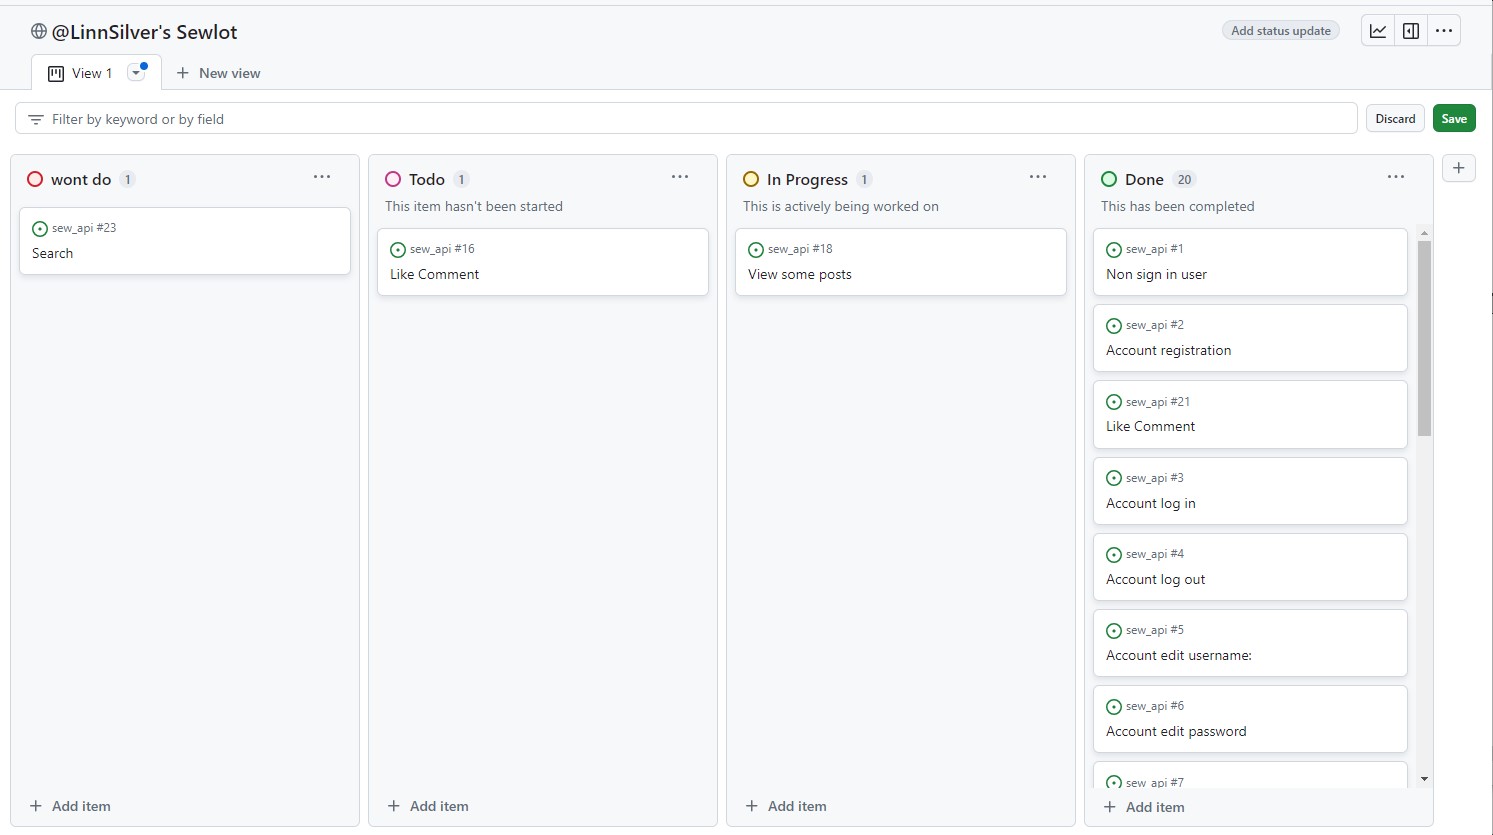 @LinnSilver's Sewlot
Add status update
View 1
New view
Filter by keyword or by field
Discard
Save
wont do 1
sew_api #23
Search
Add item
Todo 1
This item hasn't been started
sew_api #16
Like Comment
Add item
In Progress 1
This is actively being worked on
sew_api #18
View some posts
Add item
Done 20
This has been completed
sew_api #1
Non sign in user
sew_api #2
Account registration
sew_api #21
Like Comment
sew_api #3
Account log in
sew_api #4
Account log out
sew_api #5
Account edit username:
sew_api #6
Account edit password
sew_api #7
Add item